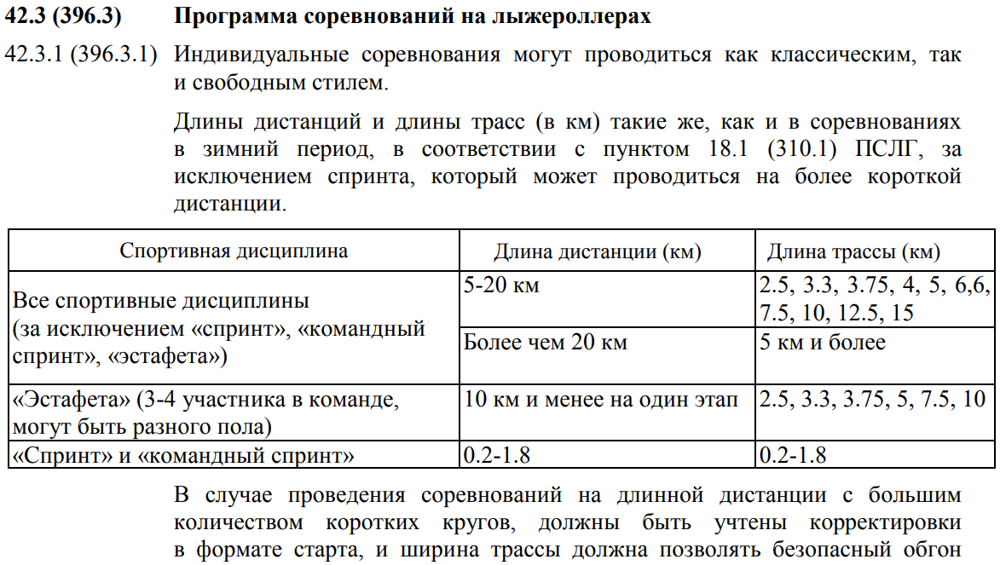 42.3 (396.3) Программа соревнований на лыжероллерах
42.3.1 (396.3.1) Индивидуальные соревнования могут проводиться как классическим, так
и свободным стилем.
Длины дистанций и длины трасс (в км) такие же, как и в соревнованиях
в зимний период, в соответствии с пунктом 18.1 (310.1) ПСЛГ, за
исключением спринта, который может проводиться на более короткой
дистанции.
Спортивная дисциплина Длина дистанции (км) Длина трассы (км)
Все спортивные дисциплины
(за исключением «спринт», «командный
спринт», «эстафета»)
5-20 км
2.5, 3.3, 3.75, 4, 5, 6,6,
7.5, 10, 12.5, 15
Более чем 20 км 5 км и более
«Эстафета» (3-4 участника в команде,
могут быть разного пола)
10 км и менее на один этап 2.5, 3.3, 3.75, 5, 7.5, 10
«Спринт» и «командный спринт» 0.2-1.8 0.2-1.8
В случае проведения соревнований на длинной дистанции с большим
количеством коротких кругов, должны быть учтены корректировки
в формате старта, и ширина трассы должна позволять безопасный обгон